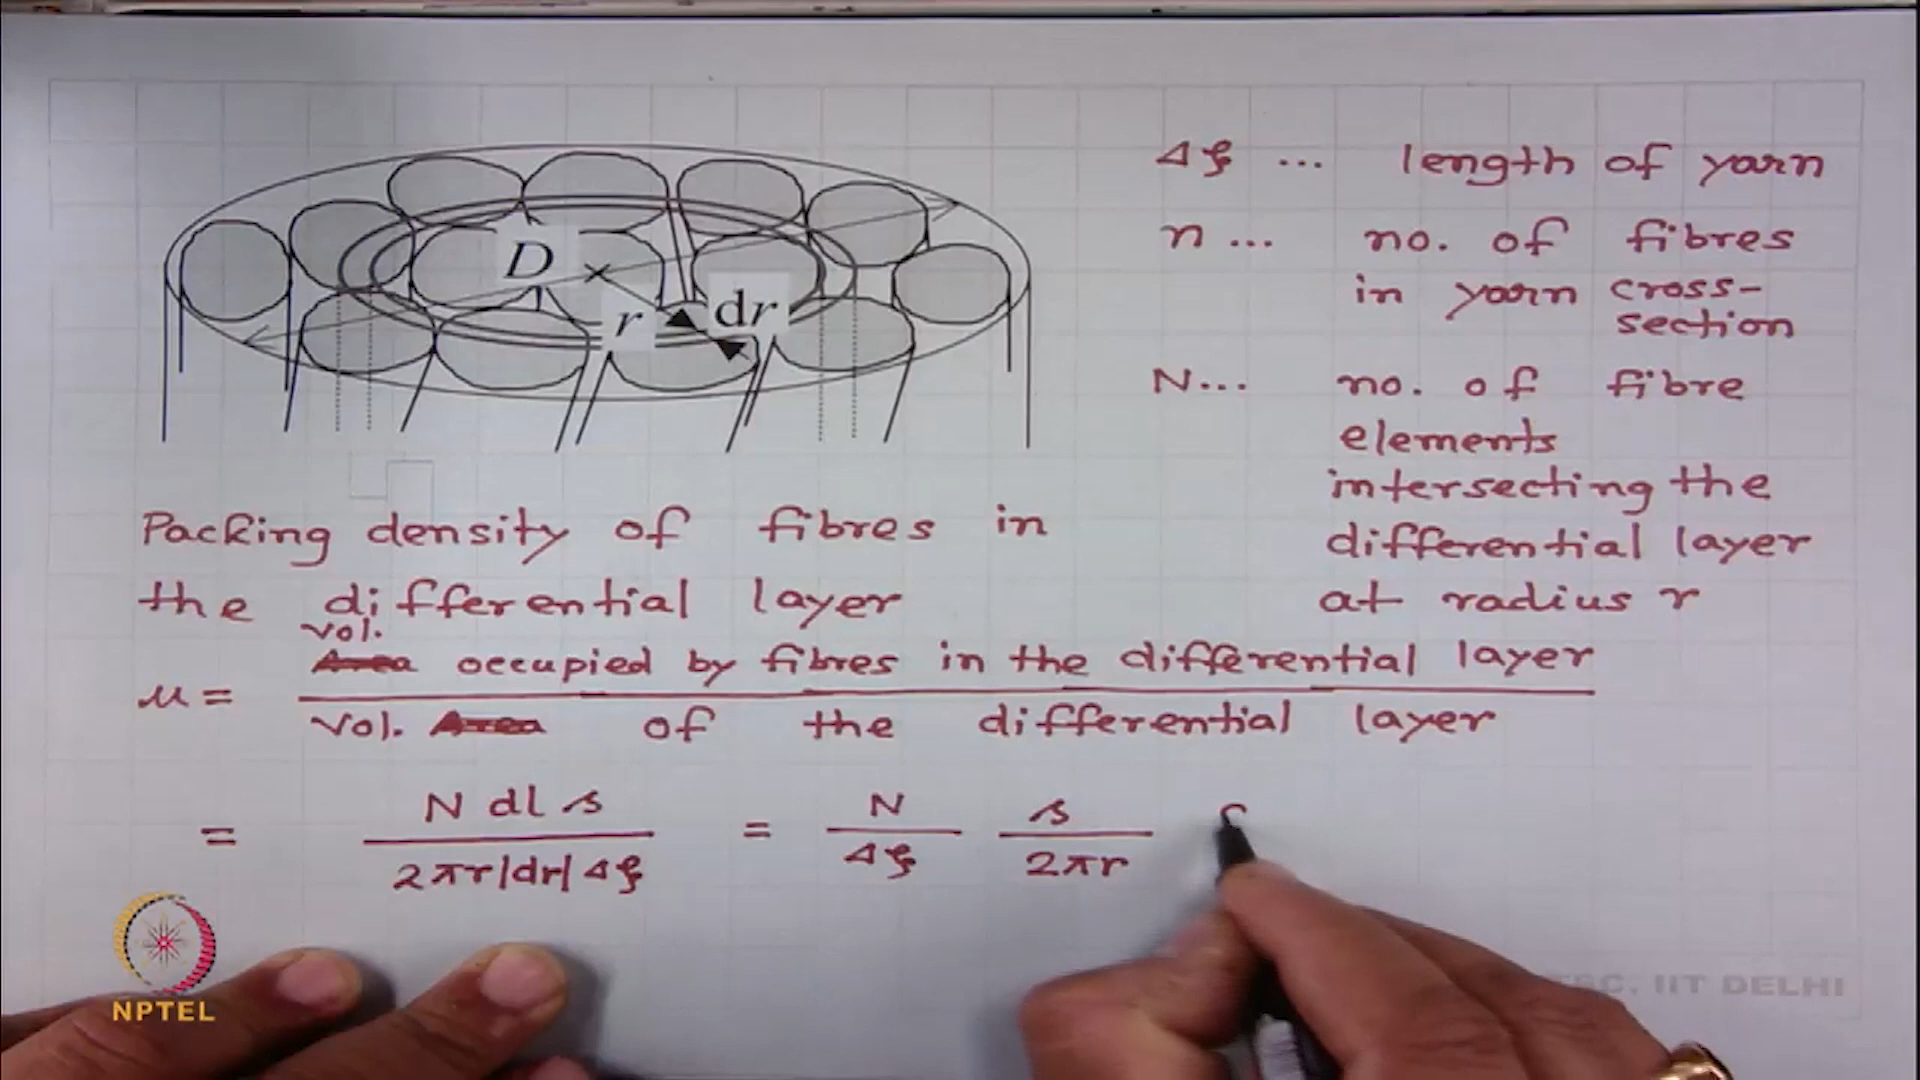 D
r
dr
Δξ ... length of yarn
n ... no. of fibres
in yarn cross-
section
N... no. of fibre
elements
intersecting the
differential layer
at radius r
Packing density of fibres in
the differential layer
vol.
Area occupied by fibres in the differential layer
μ =
vol. Area of the differential layer
= N dl s / 2πr|dr|Δξ = N / Δξ s / 2πr
NPTEL
IIT DELHI